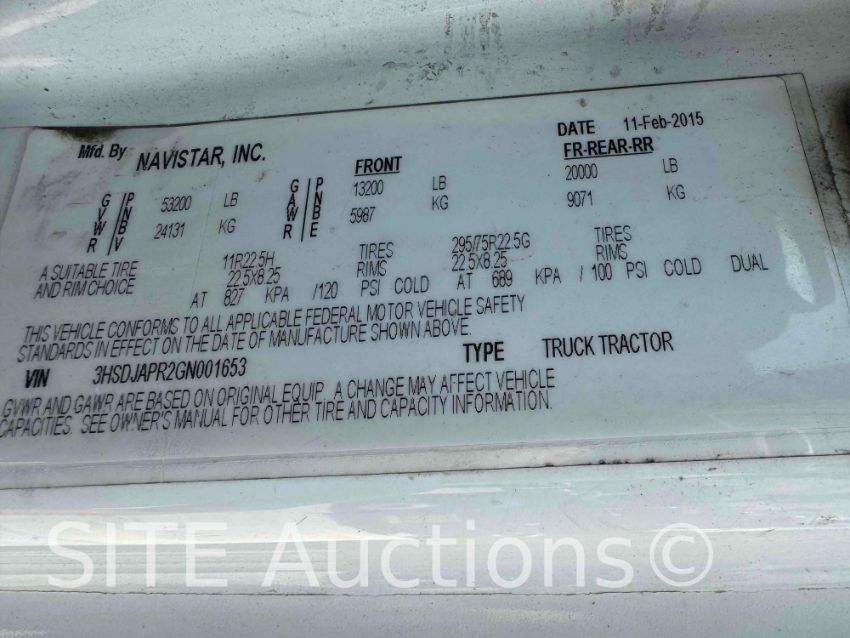 Mfd. By NAVISTAR, INC. DATE 11-Feb-2015
FRONT FR-REAR-RR
GVWR / PNBV 53200 LB GAWR / PNBE 13200 LB 20000 LB
24131 KG 5987 KG 9071 KG
A SUITABLE TIRE 11R22.5H TIRES 295/75R22.5G TIRES
AND RIM CHOICE 22.5X8.25 RIMS 22.5X8.25 RIMS
AT 827 KPA /120 PSI COLD AT 689 KPA / 100 PSI COLD DUAL
THIS VEHICLE CONFORMS TO ALL APPLICABLE FEDERAL MOTOR VEHICLE SAFETY
STANDARDS IN EFFECT ON THE DATE OF MANUFACTURE SHOWN ABOVE.
VIN 3HSDJAPR2GN001653 TYPE TRUCK TRACTOR
GVWR AND GAWR ARE BASED ON ORIGINAL EQUIP. A CHANGE MAY AFFECT VEHICLE
CAPACITIES. SEE OWNER'S MANUAL FOR OTHER TIRE AND CAPACITY INFORMATION.
SITE Auctions©